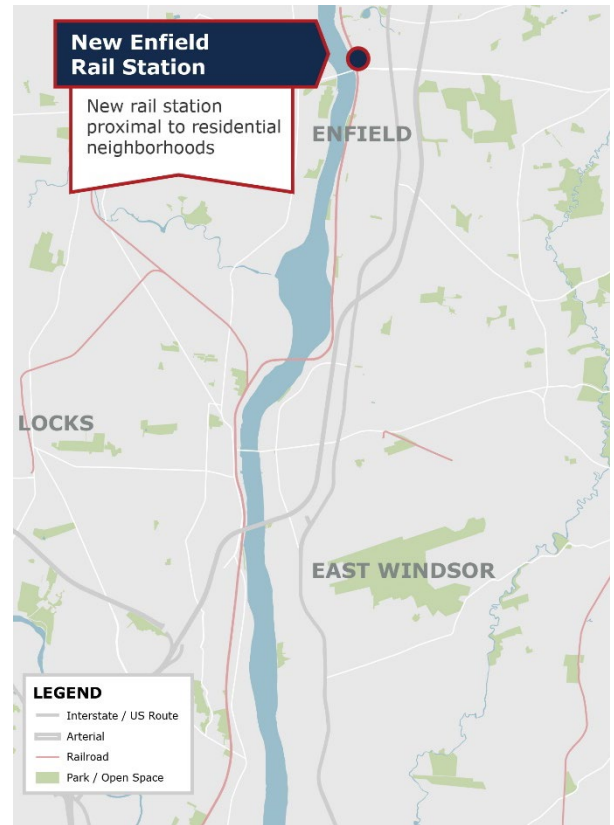 New Enfield
Rail Station
New rail station
proximal to residential
neighborhoods
ENFIELD
LOCKS
EAST WINDSOR
LEGEND
Interstate / US Route
Arterial
Railroad
Park / Open Space